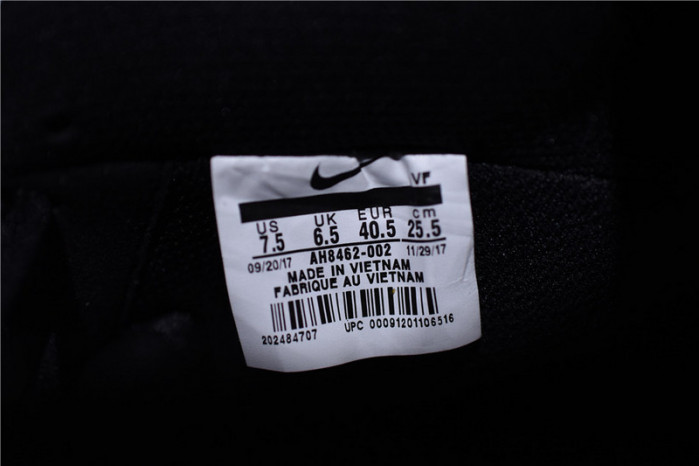 VF
US UK EUR cm
7.5 6.5 40.5 25.5
09/20/17 AH8462-002 11/29/17
MADE IN VIETNAM
FABRIQUE AU VIETNAM
202484707 UPC 00091201106516